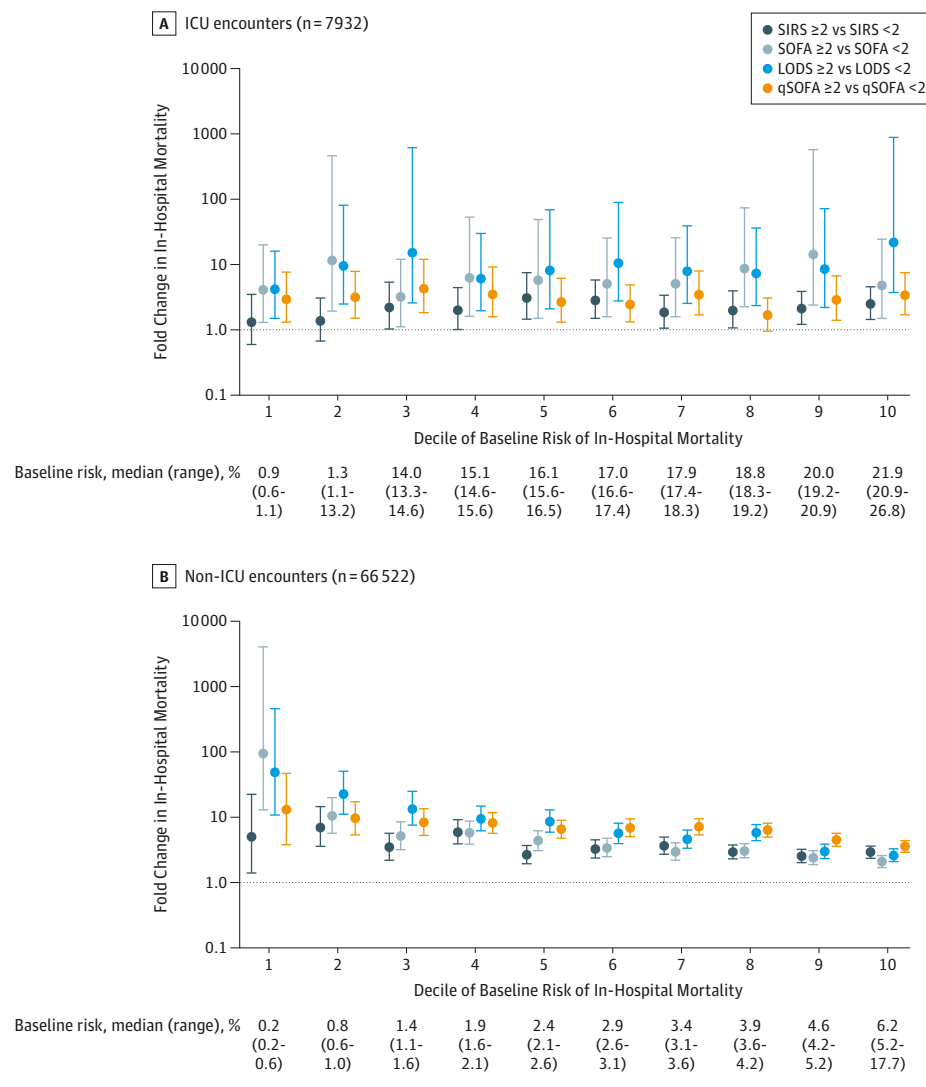 A ICU encounters (n = 7932)
SIRS ≥2 vs SIRS <2
SOFA ≥2 vs SOFA <2
LODS ≥2 vs LODS <2
qSOFA ≥2 vs qSOFA <2
Fold Change in In-Hospital Mortality
10 000
1000
100
10
1.0
0.1
1 2 3 4 5 6 7 8 9 10
Decile of Baseline Risk of In-Hospital Mortality
Baseline risk, median (range), % 0.9 1.3 14.0 15.1 16.1 17.0 17.9 18.8 20.0 21.9
(0.6- (1.1- (13.3- (14.6- (15.6- (16.6- (17.4- (18.3- (19.2- (20.9-
1.1) 13.2) 14.6) 15.6) 16.5) 17.4) 18.3) 19.2) 20.9) 26.8)
B Non-ICU encounters (n = 66 522)
Fold Change in In-Hospital Mortality
10 000
1000
100
10
1.0
0.1
1 2 3 4 5 6 7 8 9 10
Decile of Baseline Risk of In-Hospital Mortality
Baseline risk, median (range), % 0.2 0.8 1.4 1.9 2.4 2.9 3.4 3.9 4.6 6.2
(0.2- (0.6- (1.1- (1.6- (2.1- (2.6- (3.1- (3.6- (4.2- (5.2-
0.6) 1.0) 1.6) 2.1) 2.6) 3.1) 3.6) 4.2) 5.2) 17.7)